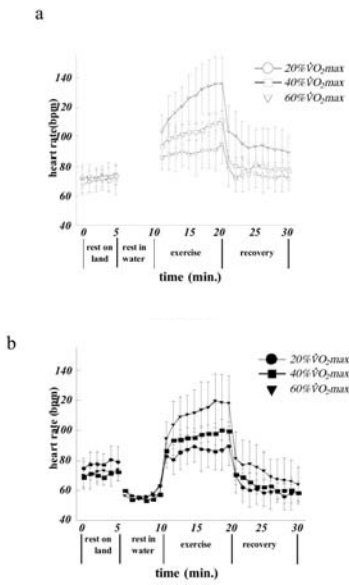 a
20%V̇O2max
40%V̇O2max
60%V̇O2max
heart rate(bpm)
140
120
100
80
60
40
0 5 10 15 20 25 30
rest on land
rest in water
exercise
recovery
time (min.)
b
20%V̇O2max
40%V̇O2max
60%V̇O2max
heart rate (bpm)
140
120
100
80
60
40
0 5 10 15 20 25 30
rest on land
rest in water
exercise
recovery
time (min.)